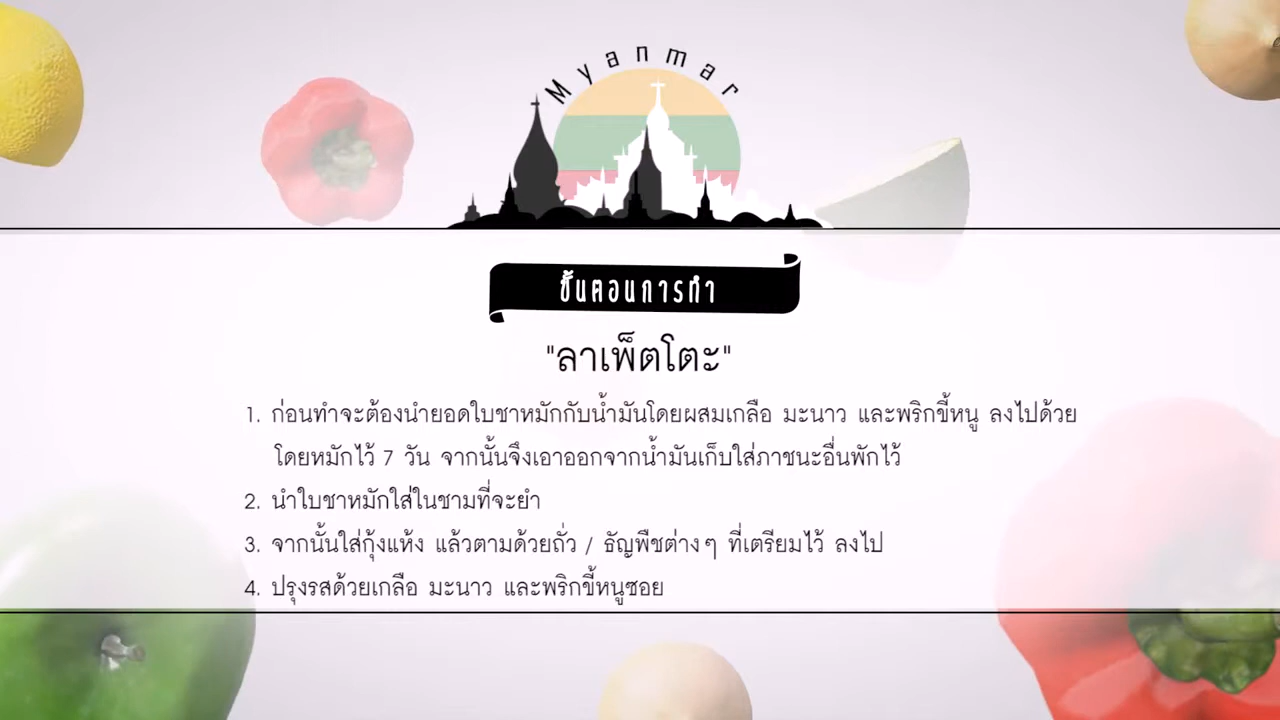 Myanmar
ขั้นตอนการทำ
"ลาเพ็ตโตะ"
1. ก่อนทำจะต้องนำยอดใบชาหมักกับน้ำมันโดยผสมเกลือ มะนาว และพริกขี้หนู ลงไปด้วย
โดยหมักไว้ 7 วัน จากนั้นจึงเอาออกจากน้ำมันเก็บใส่ภาชนะอื่นพักไว้
2. นำใบชาหมักใส่ในชามที่จะยำ
3. จากนั้นใส่กุ้งแห้ง แล้วตามด้วยถั่ว / ธัญพืชต่างๆ ที่เตรียมไว้ ลงไป
4. ปรุงรสด้วยเกลือ มะนาว และพริกขี้หนูซอย